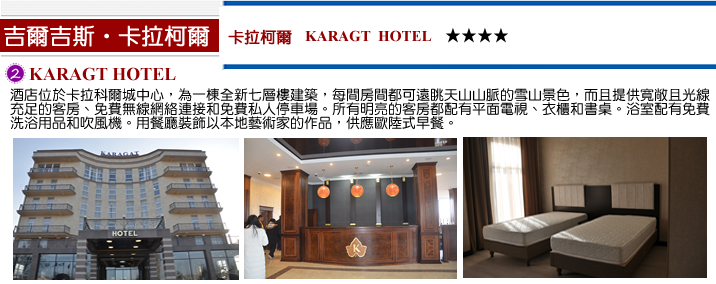 吉爾吉斯・卡拉柯爾
卡拉柯爾 KARAGT HOTEL ★★★★
2 KARAGT HOTEL
酒店位於卡拉科爾城中心，為一棟全新七層樓建築，每間房間都可遠眺天山山脈的雪山景色，而且提供寬敞且光線
充足的客房、免費無線網絡連接和免費私人停車場。所有明亮的客房都配有平面電視、衣櫃和書桌。浴室配有免費
洗浴用品和吹風機。用餐廳裝飾以本地藝術家的作品，供應歐陸式早餐。
KARAGAT
HOTEL
K